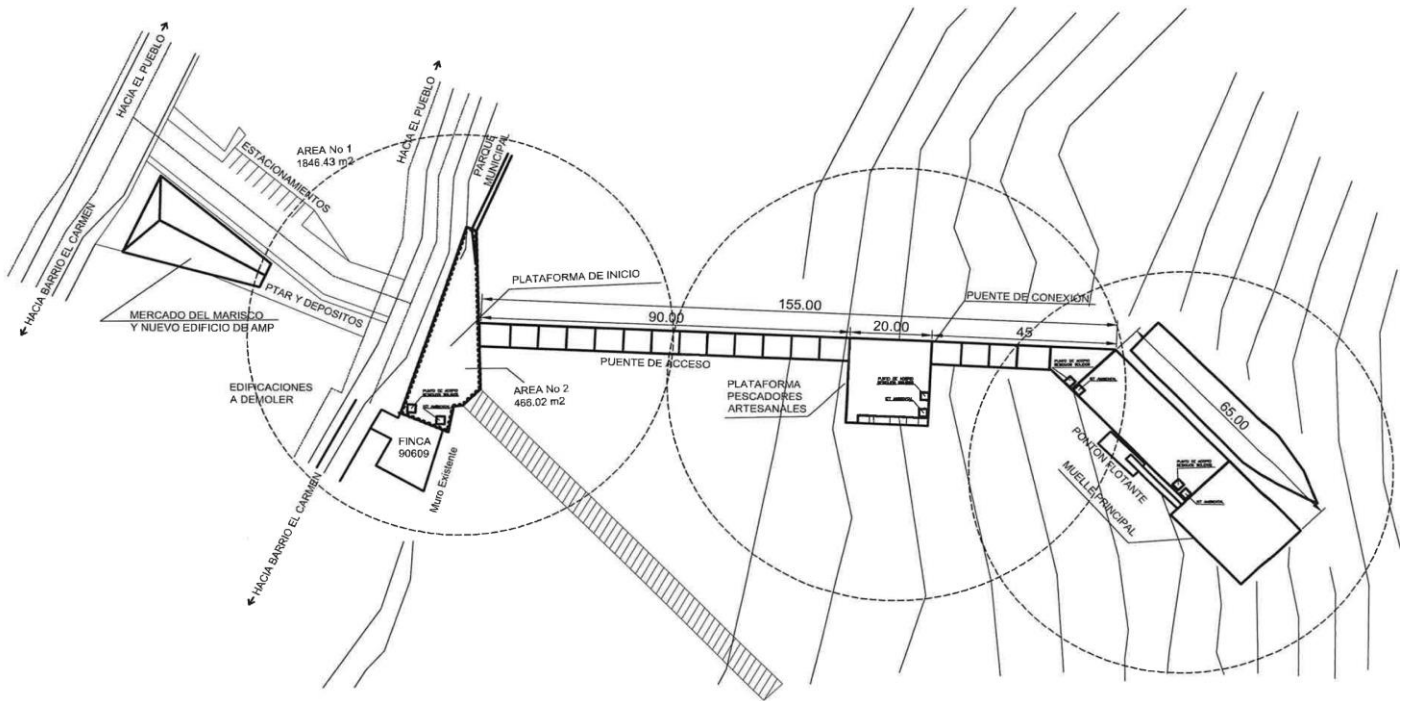 ← HACIA BARRIO EL CARMEN
HACIA EL PUEBLO →
ESTACIONAMIENTOS
AREA No 1
1846.43 m2
MERCADO DEL MARISCO
Y NUEVO EDIFICIO DE AMP
PTAR Y DEPOSITOS
EDIFICACIONES
A DEMOLER
← HACIA BARRIO EL CARMEN
HACIA EL PUEBLO →
PARQUE
MUNICIPAL
PLATAFORMA DE INICIO
AREA No 2
466.02 m2
FINCA
90609
Muro Existente
155.00
90.00
20.00
45
PUENTE DE ACCESO
PUENTE DE CONEXIÓN
PLATAFORMA
PESCADORES
ARTESANALES
65.00
PONTON FLOTANTE
MUELLE PRINCIPAL